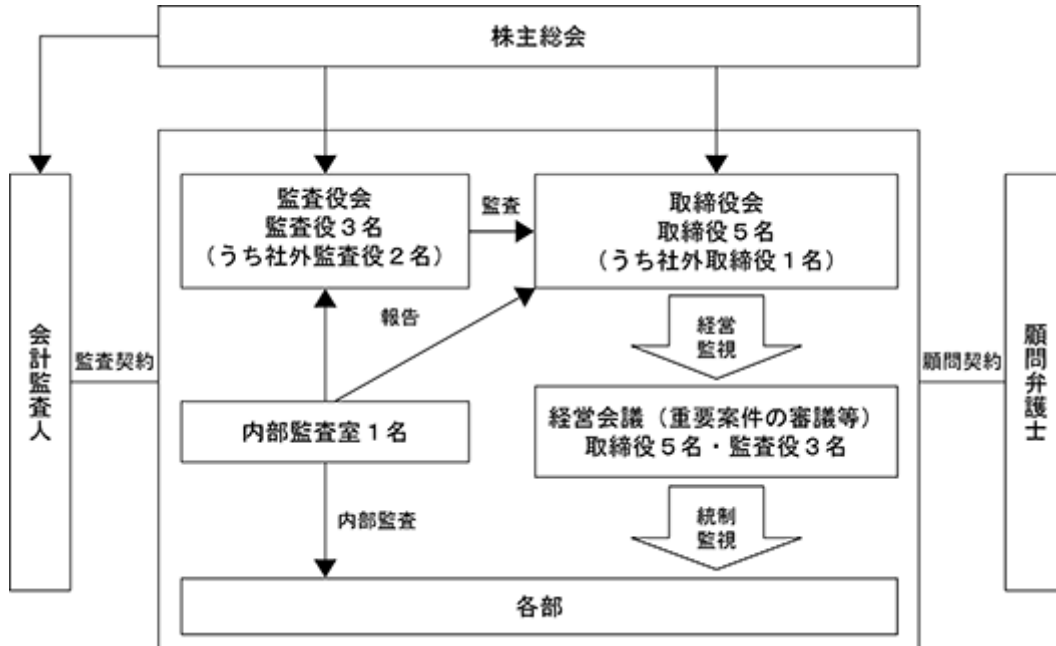 株主総会
監査役会
監査役３名
（うち社外監査役２名）
監査
取締役会
取締役５名
（うち社外取締役１名）
会計監査人
監査契約
報告
経営
監視
顧問契約
顧問弁護士
内部監査室１名
経営会議（重要案件の審議等）
取締役５名・監査役３名
内部監査
統制
監視
各部